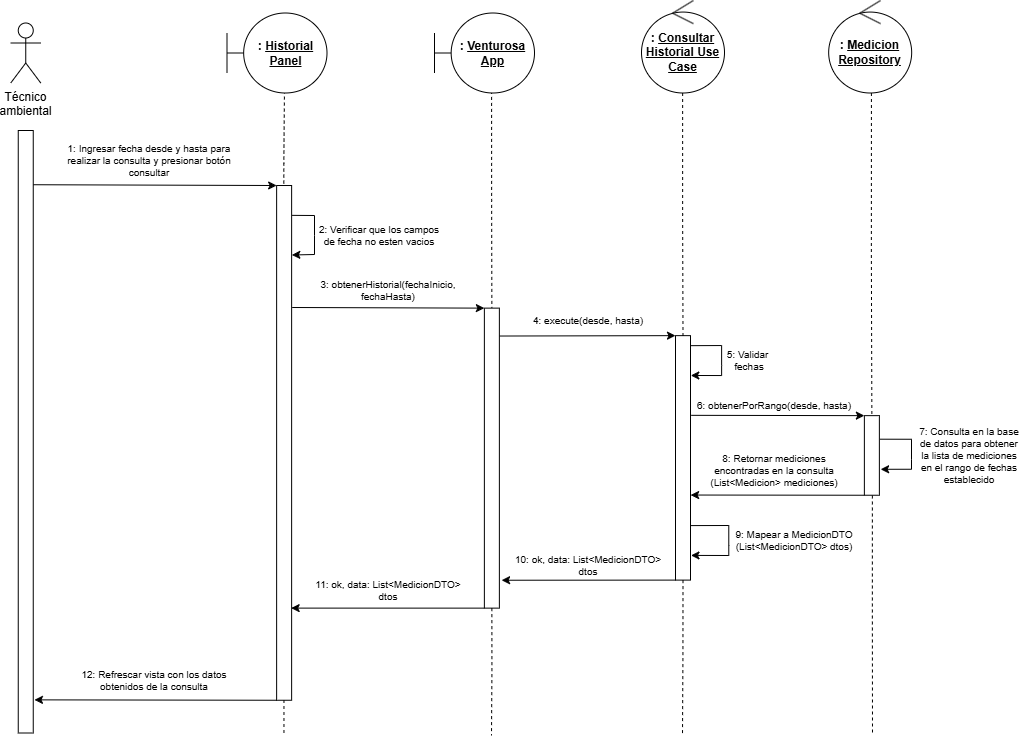 : Historial
Panel
: Venturosa
App
: Consultar
Historial Use
Case
: Medicion
Repository
Técnico
ambiental
1: Ingresar fecha desde y hasta para
realizar la consulta y presionar botón
consultar
2: Verificar que los campos
de fecha no esten vacios
3: obtenerHistorial(fechaInicio,
fechaHasta)
4: execute(desde, hasta)
5: Validar
fechas
6: obtenerPorRango(desde, hasta)
7: Consulta en la base
de datos para obtener
la lista de mediciones
en el rango de fechas
establecido
8: Retornar mediciones
encontradas en la consulta
(List<Medicion> mediciones)
9: Mapear a MedicionDTO
(List<MedicionDTO> dtos)
10: ok, data: List<MedicionDTO>
dtos
11: ok, data: List<MedicionDTO>
dtos
12: Refrescar vista con los datos
obtenidos de la consulta